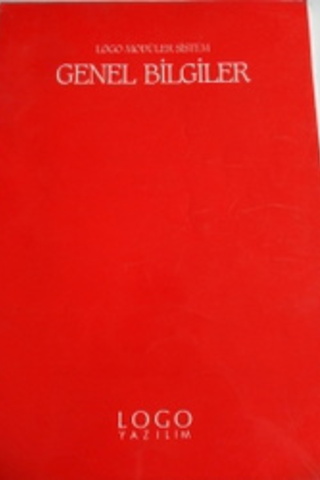 LOGO MODÜLER SİSTEM
GENEL BİLGİLER
LOGO
YAZILIM